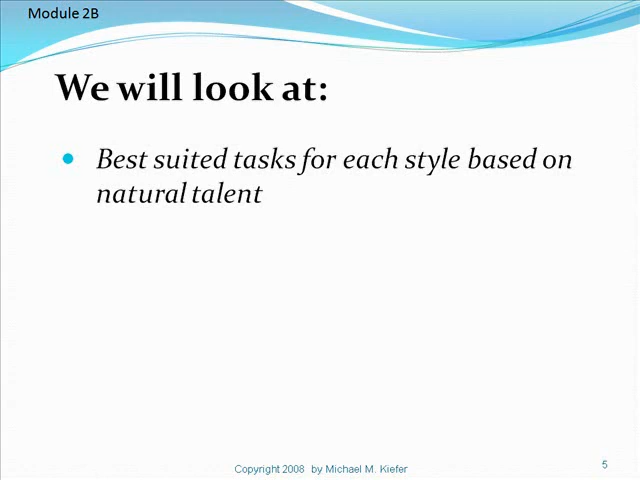 Module 2B
We will look at:
Best suited tasks for each style based on
natural talent
Copyright 2008  by Michael M. Kiefer
5